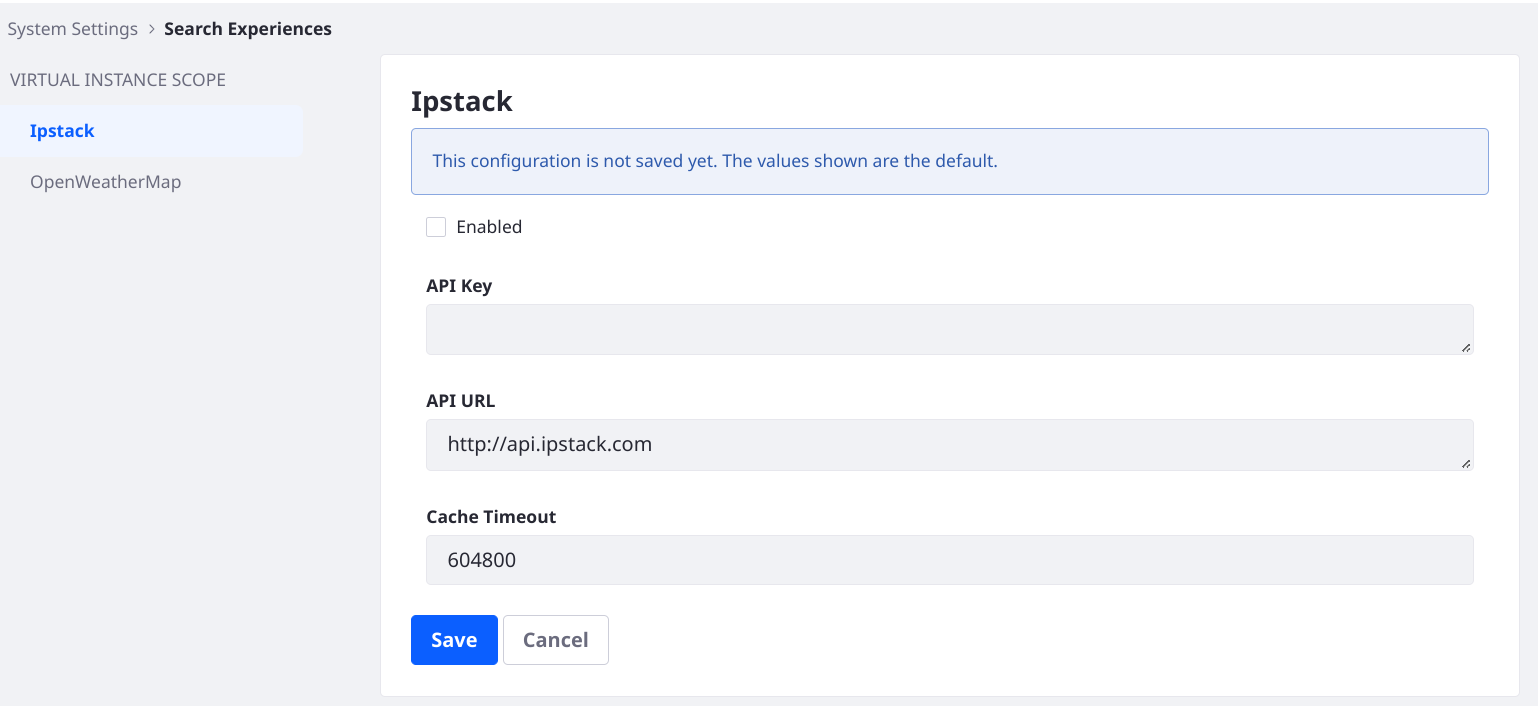 System Settings > Search Experiences
VIRTUAL INSTANCE SCOPE
Ipstack
OpenWeatherMap
Ipstack
This configuration is not saved yet. The values shown are the default.
Enabled
API Key
API URL
http://api.ipstack.com
Cache Timeout
604800
Save Cancel